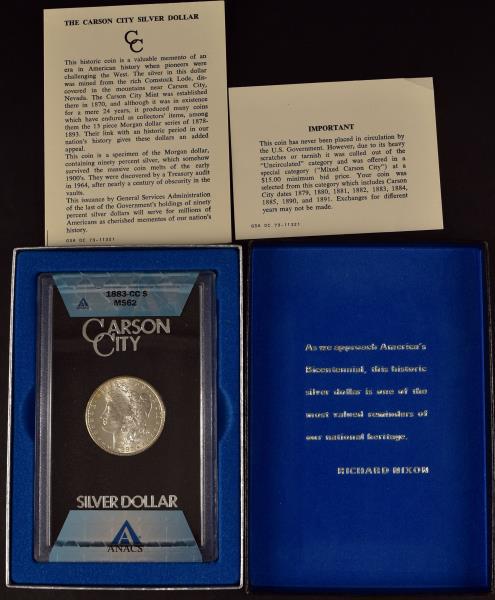 THE CARSON CITY SILVER DOLLAR
CC
This historic coin is a valuable memento of an
era in American history when pioneers were
challenging the West. The silver in this dollar
was mined from the rich Comstock Lode, dis-
covered in the mountains near Carson City,
Nevada. The Carson City Mint was established
there in 1870, and although it was in existence
for a mere 24 years, it produced many coins
which have endured as collectors' items, among
them the 13 piece Morgan dollar series of 1878-
1893. Their link with an historic period in our
nation's history gives these dollars an added
appeal.
This coin is a specimen of the Morgan dollar,
containing ninety percent silver, which somehow
survived the massive coin melts of the early
1900's. They were discovered by a Treasury audit
in 1964, after nearly a century of obscurity in the
vaults.
This issuance by General Services Administration
of the last of the Government's holdings of ninety
percent silver dollars will serve for millions of
Americans as cherished mementos of our nation's
history.
GSA DC 73-11321
IMPORTANT
This coin has never been placed in circulation by
the U.S. Government. However, due to its heavy
scratches or tarnish it was culled out of the
"Uncirculated" category and was offered in a
special category ("Mixed Carson City") at a
$15.00 minimum bid price. Your coin was
selected from this category which includes Carson
City dates 1879, 1880, 1881, 1882, 1883, 1884,
1885, 1890, and 1891. Exchanges for different
years may not be made.
GSA DC 73-11321
1883-CC $
MS62
CARSON
CITY
SILVER DOLLAR
A
ANACS
As we approach America's
Bicentennial, this historic
silver dollar is one of the
most valued reminders of
our national heritage.
RICHARD NIXON